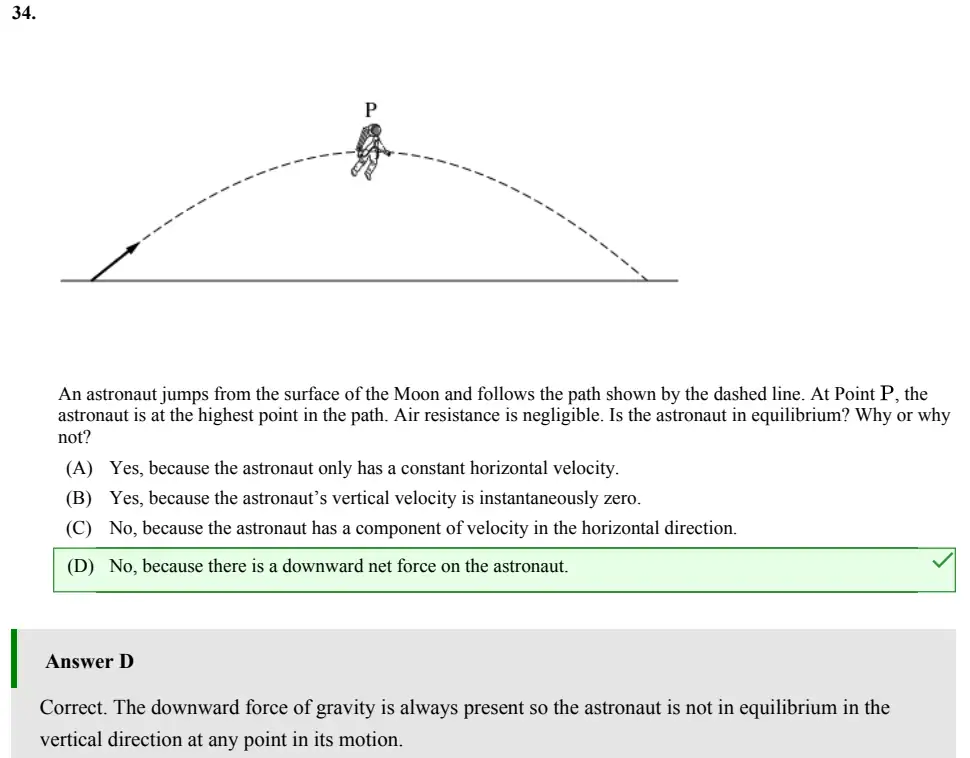 34.
P
An astronaut jumps from the surface of the Moon and follows the path shown by the dashed line. At Point P, the
astronaut is at the highest point in the path. Air resistance is negligible. Is the astronaut in equilibrium? Why or why
not?
(A) Yes, because the astronaut only has a constant horizontal velocity.
(B) Yes, because the astronaut’s vertical velocity is instantaneously zero.
(C) No, because the astronaut has a component of velocity in the horizontal direction.
(D) No, because there is a downward net force on the astronaut.
Answer D
Correct. The downward force of gravity is always present so the astronaut is not in equilibrium in the
vertical direction at any point in its motion.